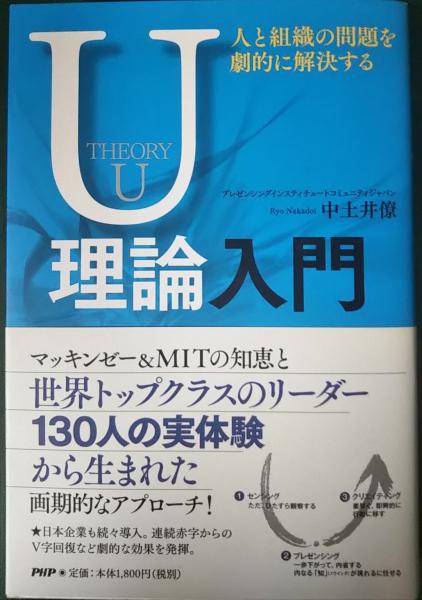 人と組織の問題を
劇的に解決する
U
THEORY
U
プレゼンシングインスティチュートコミュニティジャパン
Ryo Nakadoi 中土井僚
理論入門
マッキンゼー&MITの知恵と
世界トップクラスのリーダー
130人の実体験
から生まれた
画期的なアプローチ!
★日本企業も続々導入。連続赤字からの
V字回復など劇的な効果を発揮。
PHP 定価:本体1,800円(税別)
1 センシング
ただ、ひたすら観察する
2 プレゼンシング
一歩下がって、内省する
内なる「知」が現れるに任せる
3 クリエイティング
素早く、即興的に
行動に移す